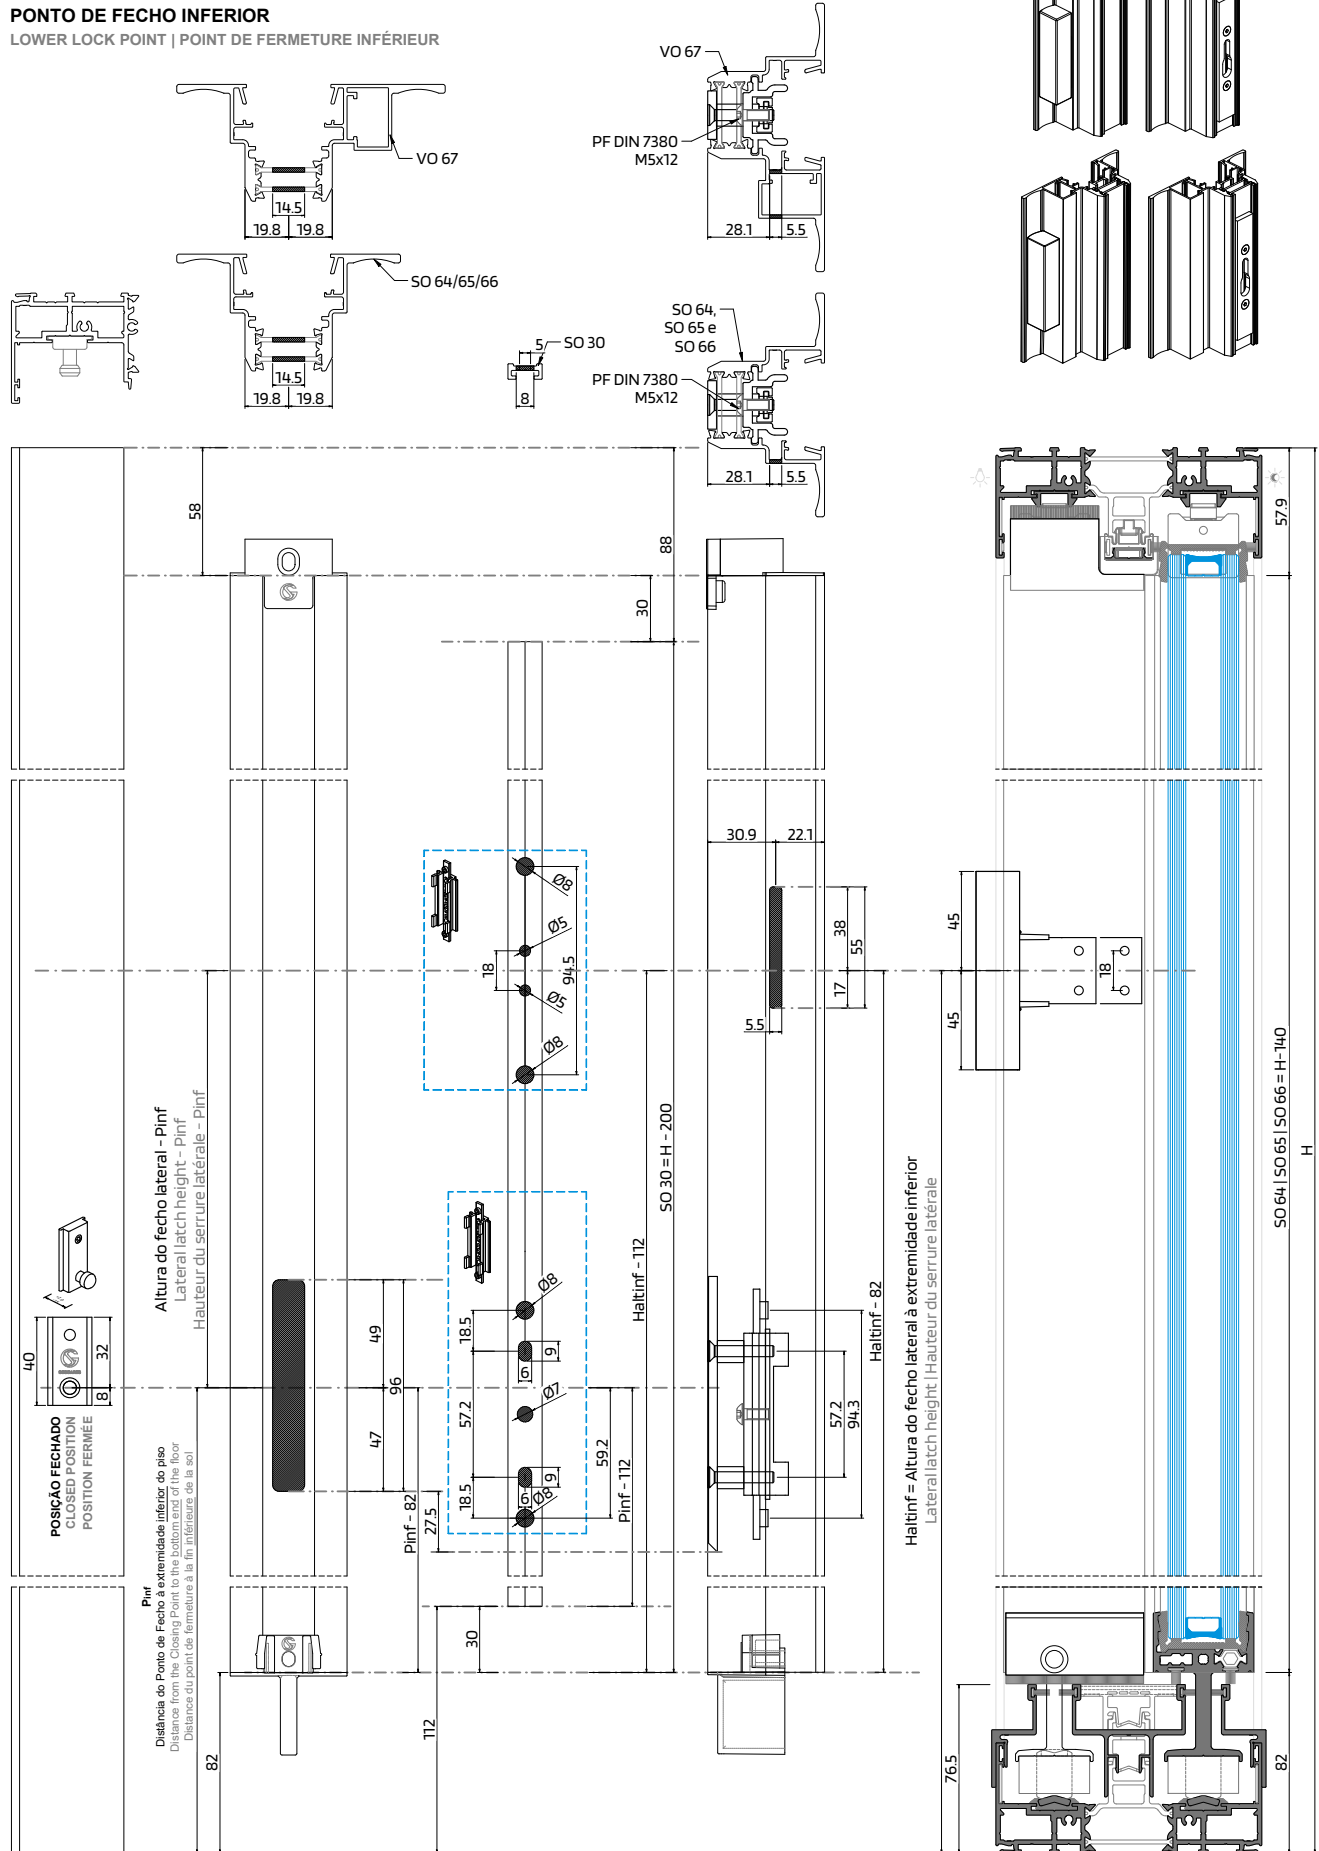 PONTO DE FECHO INFERIOR
LOWER LOCK POINT | POINT DE FERMETURE INFÉRIEUR
VO 67
14.5
19.8 19.8
SO 64/65/66
14.5
19.8 19.8
5
SO 30
8
VO 67
PF DIN 7380
M5x12
28.1 5.5
SO 64,
SO 65 e
SO 66
PF DIN 7380
M5x12
28.1 5.5
58
88
30
57.9
30.9 22.1
Ø8
Ø5
18
94.5
Ø5
Ø8
38
55
17
5.5
45
45
18
SO 30 = H - 200
SO 64 | SO 65 | SO 66 = H-140
H
Altura do fecho lateral - Pinf
Lateral latch height - Pinf
Hauteur du serrure latérale - Pinf
40
32
8
POSIÇÃO FECHADO
CLOSED POSITION
POSITION FERMÉE
49
96
47
27.5
Pinf - 82
Ø8
18.5
9
6
Ø7
57.2
59.2
9
6
18.5
Ø8
Pinf - 112
Haltinf - 112
57.2
94.3
Haltinf - 82
Haltinf = Altura do fecho lateral à extremidade inferior
Lateral latch height | Hauteur du serrure latérale
Pinf
Distância do Ponto de Fecho à extremidade inferior do piso
Distance from the Closing Point to the bottom end of the floor
Distance du point de fermeture à la fin inférieure de la sol
82
30
112
76.5
82